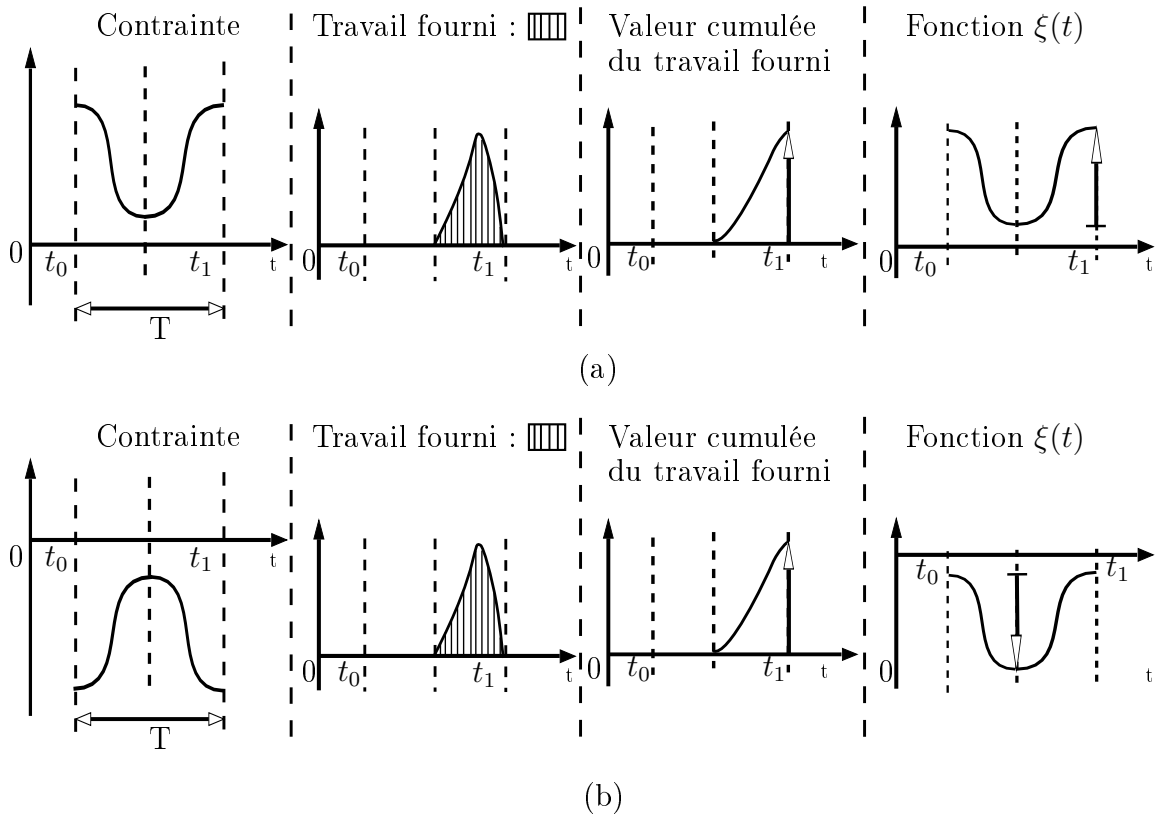 Contrainte
Travail fourni :
Valeur cumulée
du travail fourni
Fonction ξ(t)
0
t₀
t₁
t
T
0
t₀
t₁
t
0
t₀
t₁
t
0
t₀
t₁
t
(a)
Contrainte
Travail fourni :
Valeur cumulée
du travail fourni
Fonction ξ(t)
0
t₀
t₁
t
T
0
t₀
t₁
t
0
t₀
t₁
t
0
t₀
t₁
t
(b)